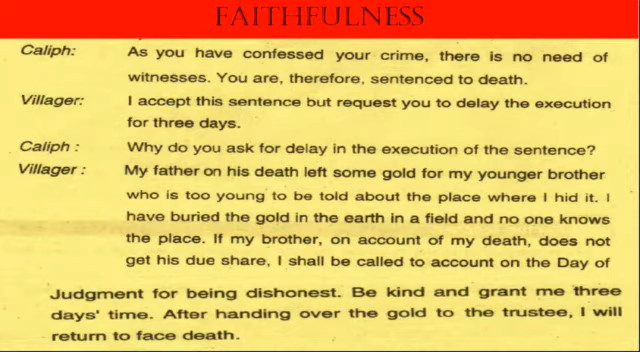 FAITHFULNESS
Caliph: As you have confessed your crime, there is no need of
witnesses. You are, therefore, sentenced to death.
Villager: I accept this sentence but request you to delay the execution
for three days.
Caliph : Why do you ask for delay in the execution of the sentence?
Villager : My father on his death left some gold for my younger brother
who is too young to be told about the place where I hid it. I
have buried the gold in the earth in a field and no one knows
the place. If my brother, on account of my death, does not
get his due share, I shall be called to account on the Day of
Judgment for being dishonest. Be kind and grant me three
days' time. After handing over the gold to the trustee, I will
return to face death.